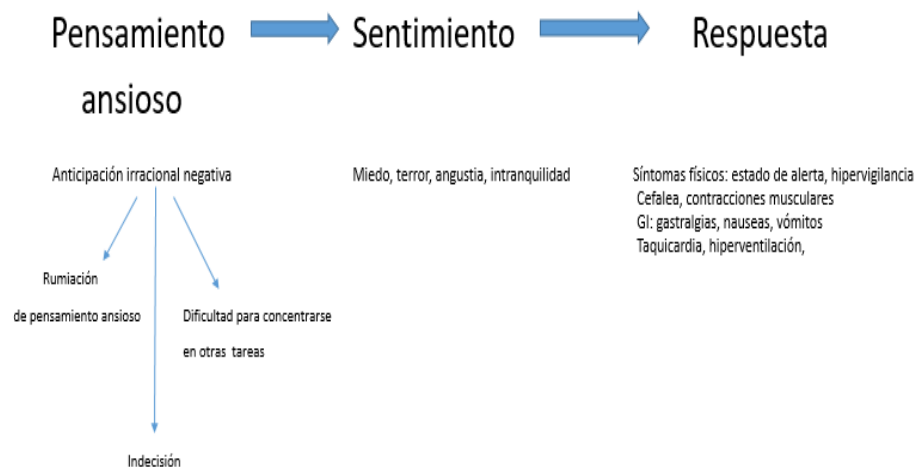 Pensamiento
ansioso
Sentimiento
Respuesta
Anticipación irracional negativa
Miedo, terror, angustia, intranquilidad
Síntomas físicos: estado de alerta, hipervigilancia
Cefalea, contracciones musculares
GI: gastralgias, nauseas, vómitos
Taquicardia, hiperventilación,
Rumiación
de pensamiento ansioso
Dificultad para concentrarse
en otras tareas
Indecisión